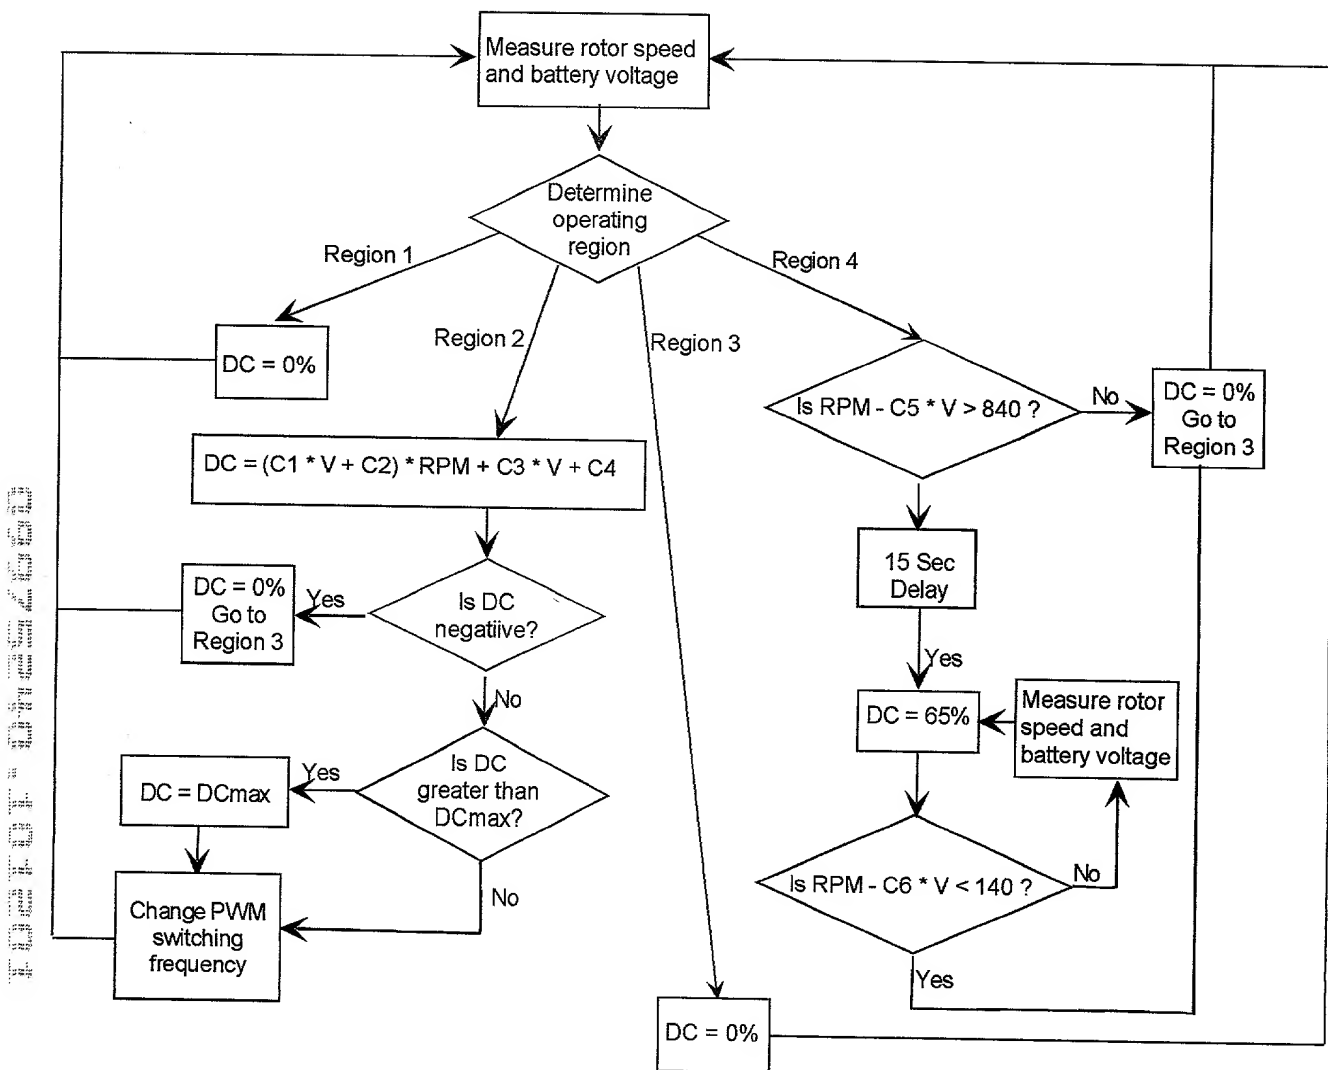 Measure rotor speed
and battery voltage
Determine
operating
region
Region 1
Region 2
Region 3
Region 4
DC = 0%
DC = (C1 * V + C2) * RPM + C3 * V + C4
Is DC
negatiive?
Yes
DC = 0%
Go to
Region 3
No
Is DC
greater than
DCmax?
Yes
DC = DCmax
No
Change PWM
switching
frequency
DC = 0%
Is RPM - C5 * V > 840 ?
No
DC = 0%
Go to
Region 3
15 Sec
Delay
Yes
DC = 65%
Measure rotor
speed and
battery voltage
Is RPM - C6 * V < 140 ?
No
Yes